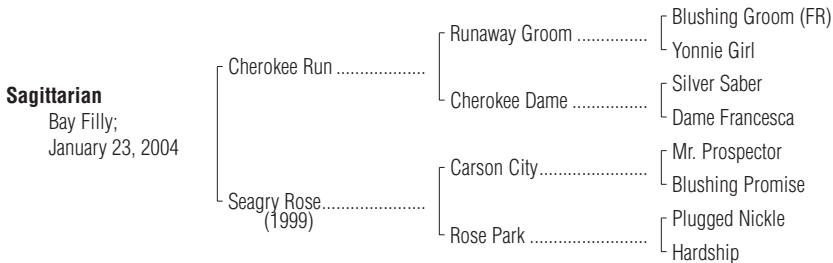 Blushing Groom (FR)
Runaway Groom ...............
Yonnie Girl
Cherokee Run ...................
Silver Saber
Cherokee Dame ................
Dame Francesca
Sagittarian
Bay Filly;
January 23, 2004
Mr. Prospector
Carson City.......................
Blushing Promise
Seagry Rose......................
(1999)
Plugged Nickle
Rose Park .........................
Hardship